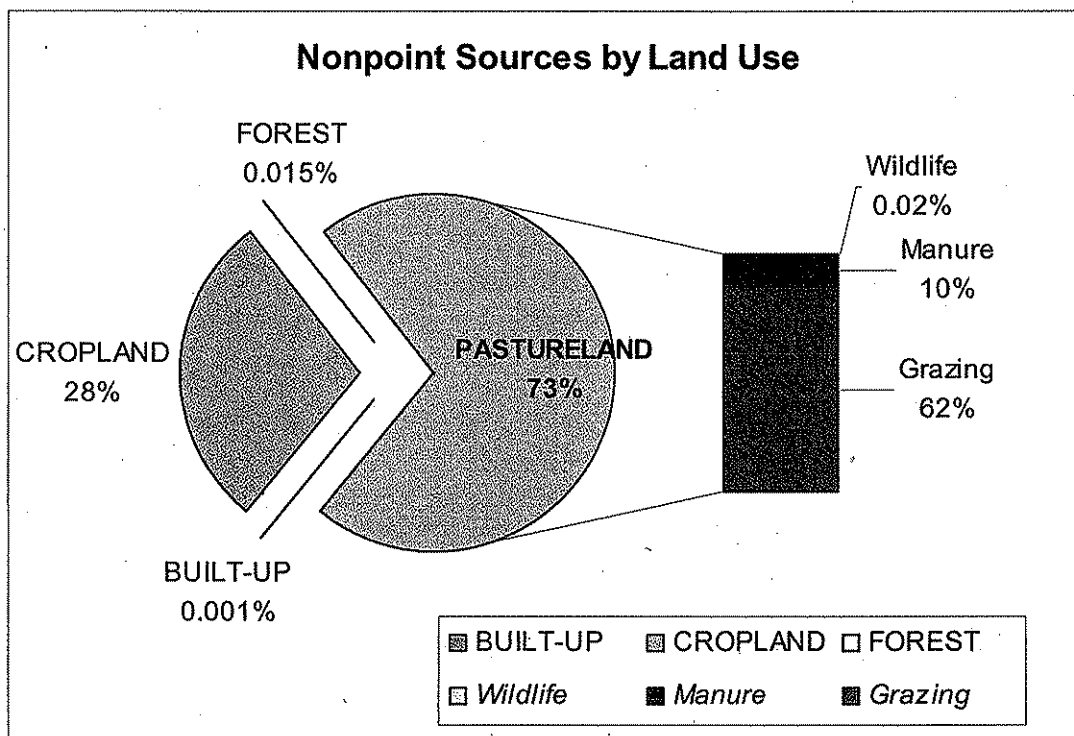 Nonpoint Sources by Land Use
FOREST
0.015%
Wildlife
0.02%
Manure
10%
CROPLAND
28%
PASTURELAND
73%
Grazing
62%
BUILT-UP
0.001%
BUILT-UP CROPLAND FOREST
Wildlife Manure Grazing